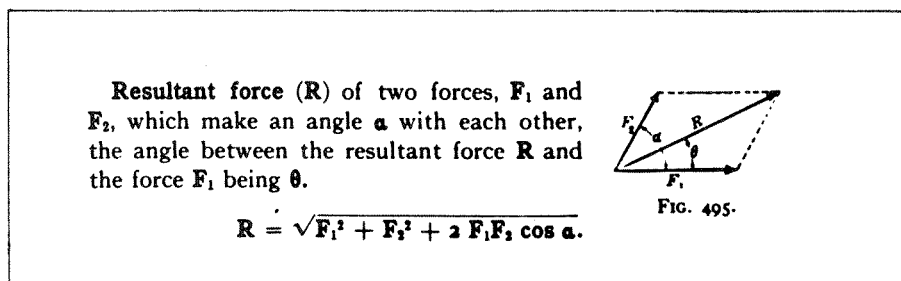 Resultant force (R) of two forces, F₁ and
F₂, which make an angle α with each other,
the angle between the resultant force R and
the force F₁ being θ.
R = √F₁² + F₂² + 2 F₁F₂ cos α.
F₂ α R θ
F₁
FIG. 495.